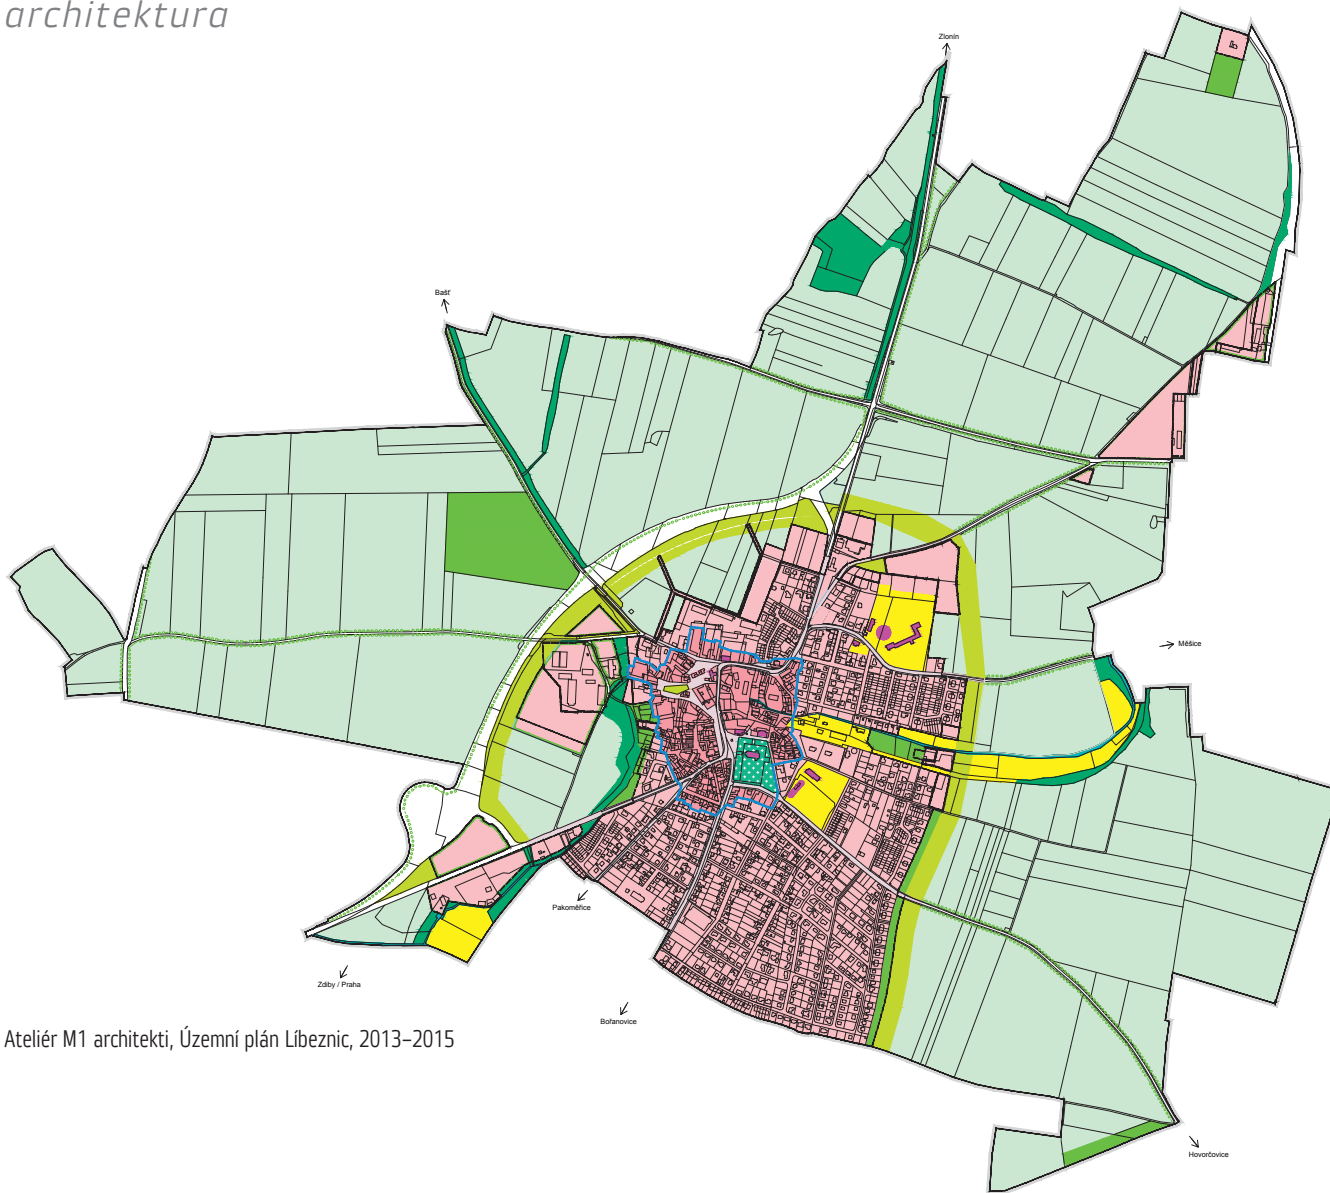 architektura
Zlonín
Bašť
Měšice
Pakoměřice
Zdiby / Praha
Bořanovice
Ateliér M1 architekti, Územní plán Líbeznic, 2013–2015
Hovorčovice